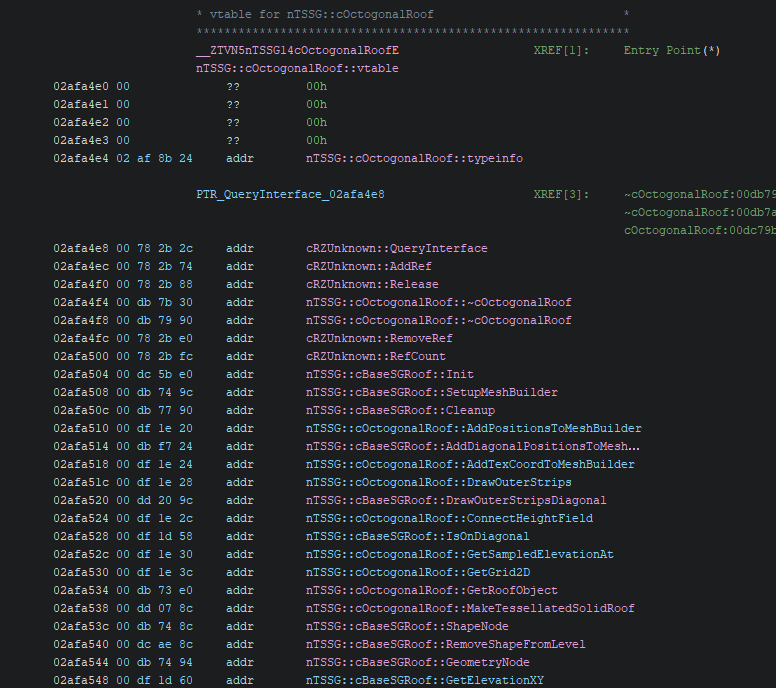 * vtable for nTSSG::cOctogonalRoof *
**************************************************************
__ZTVN5nTSSG14cOctogonalRoofE XREF[1]: Entry Point(*)
nTSSG::cOctogonalRoof::vtable
02afa4e0 00 ?? 00h
02afa4e1 00 ?? 00h
02afa4e2 00 ?? 00h
02afa4e3 00 ?? 00h
02afa4e4 02 af 8b 24 addr nTSSG::cOctogonalRoof::typeinfo
PTR_QueryInterface_02afa4e8 XREF[3]: ~cOctogonalRoof:00db79
~cOctogonalRoof:00db7a
cOctogonalRoof:00dc79b
02afa4e8 00 78 2b 2c addr cRZUnknown::QueryInterface
02afa4ec 00 78 2b 74 addr cRZUnknown::AddRef
02afa4f0 00 78 2b 88 addr cRZUnknown::Release
02afa4f4 00 db 7b 30 addr nTSSG::cOctogonalRoof::~cOctogonalRoof
02afa4f8 00 db 79 90 addr nTSSG::cOctogonalRoof::~cOctogonalRoof
02afa4fc 00 78 2b e0 addr cRZUnknown::RemoveRef
02afa500 00 78 2b fc addr cRZUnknown::RefCount
02afa504 00 dc 5b e0 addr nTSSG::cBaseSGRoof::Init
02afa508 00 db 74 9c addr nTSSG::cBaseSGRoof::SetupMeshBuilder
02afa50c 00 db 77 90 addr nTSSG::cBaseSGRoof::Cleanup
02afa510 00 df 1e 20 addr nTSSG::cOctogonalRoof::AddPositionsToMeshBuilder
02afa514 00 db f7 24 addr nTSSG::cBaseSGRoof::AddDiagonalPositionsToMesh...
02afa518 00 df 1e 24 addr nTSSG::cOctogonalRoof::AddTexCoordToMeshBuilder
02afa51c 00 df 1e 28 addr nTSSG::cOctogonalRoof::DrawOuterStrips
02afa520 00 dd 20 9c addr nTSSG::cBaseSGRoof::DrawOuterStripsDiagonal
02afa524 00 df 1e 2c addr nTSSG::cOctogonalRoof::ConnectHeightField
02afa528 00 df 1d 58 addr nTSSG::cBaseSGRoof::IsOnDiagonal
02afa52c 00 df 1e 30 addr nTSSG::cOctogonalRoof::GetSampledElevationAt
02afa530 00 df 1e 3c addr nTSSG::cOctogonalRoof::GetGrid2D
02afa534 00 db 73 e0 addr nTSSG::cOctogonalRoof::GetRoofObject
02afa538 00 dd 07 8c addr nTSSG::cOctogonalRoof::MakeTessellatedSolidRoof
02afa53c 00 db 74 8c addr nTSSG::cBaseSGRoof::ShapeNode
02afa540 00 dc ae 8c addr nTSSG::cBaseSGRoof::RemoveShapeFromLevel
02afa544 00 db 74 94 addr nTSSG::cBaseSGRoof::GeometryNode
02afa548 00 df 1d 60 addr nTSSG::cBaseSGRoof::GetElevationXY